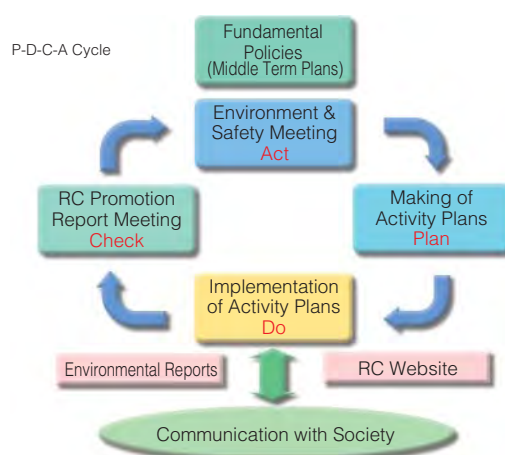 P-D-C-A Cycle
Fundamental
Policies
(Middle Term Plans)
Environment &
Safety Meeting
Act
RC Promotion
Report Meeting
Check
Making of
Activity Plans
Plan
Implementation
of Activity Plans
Do
Environmental Reports
RC Website
Communication with Society